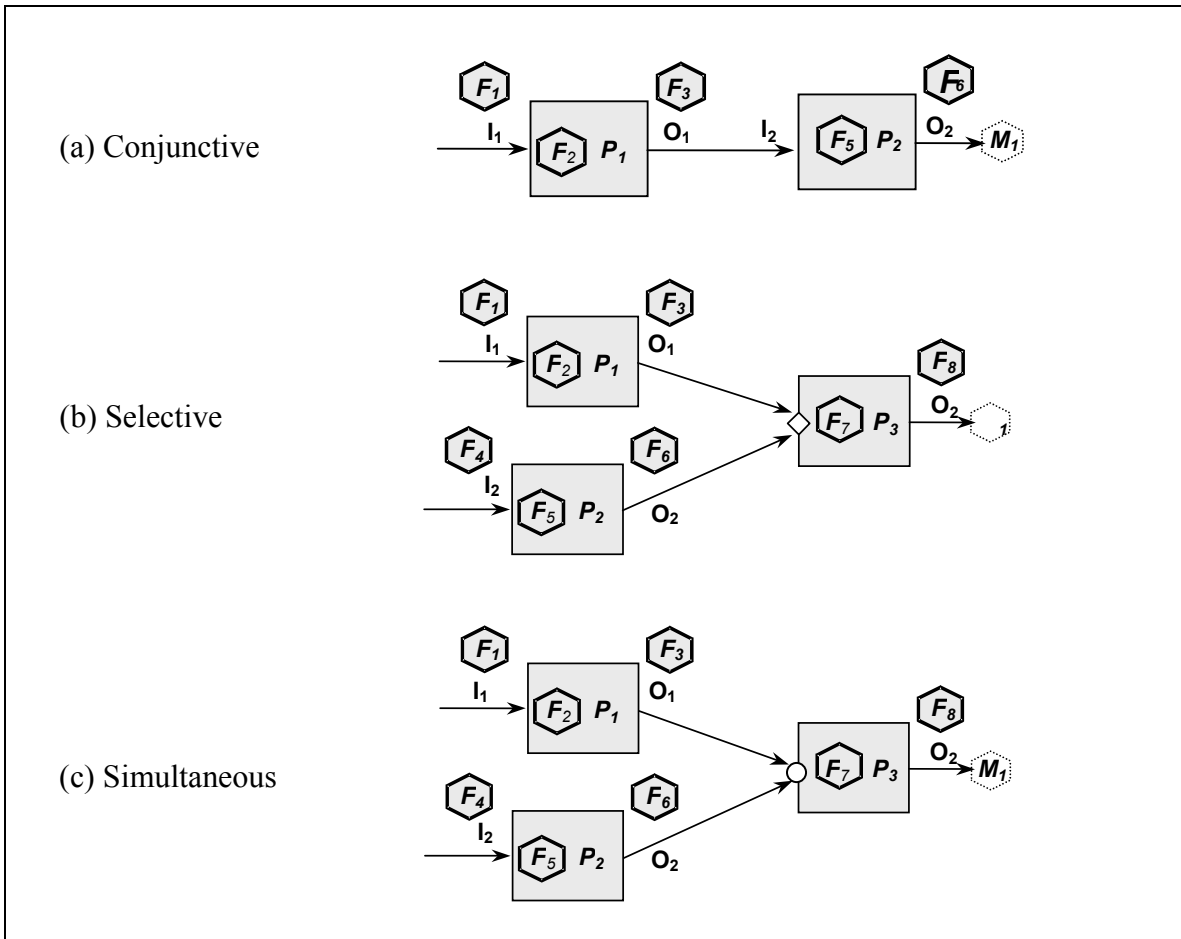 (a) Conjunctive
F1
F3
F6
I1
O1
I2
O2
F2 P1
F5 P2
M1
(b) Selective
F1
F3
I1
O1
F2 P1
F8
O2
F7 P3
1
F4
F6
I2
O2
F5 P2
(c) Simultaneous
F1
F3
I1
O1
F2 P1
F8
O2
F7 P3
M1
F4
F6
I2
O2
F5 P2